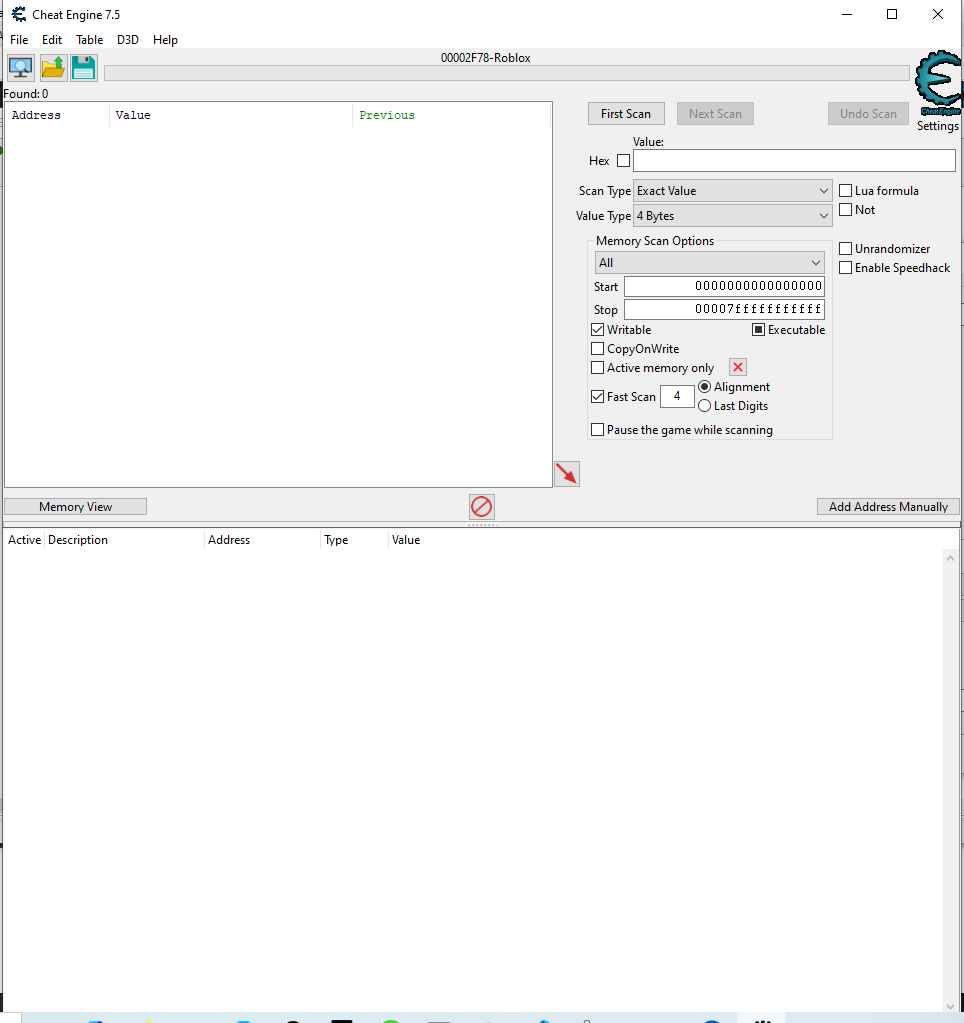 Cheat Engine 7.5
File Edit Table D3D Help
00002F78-Roblox
Found: 0
Address Value Previous
First Scan Next Scan Undo Scan
Cheat Engine
Settings
Value:
Hex
Scan Type Exact Value Lua formula
Not
Value Type 4 Bytes
Memory Scan Options
Unrandomizer
All
Enable Speedhack
Start 0000000000000000
Stop 00007fffffffffff
Writable Executable
CopyOnWrite
Active memory only
Fast Scan 4 Alignment
Last Digits
Pause the game while scanning
Memory View Add Address Manually
Active Description Address Type Value